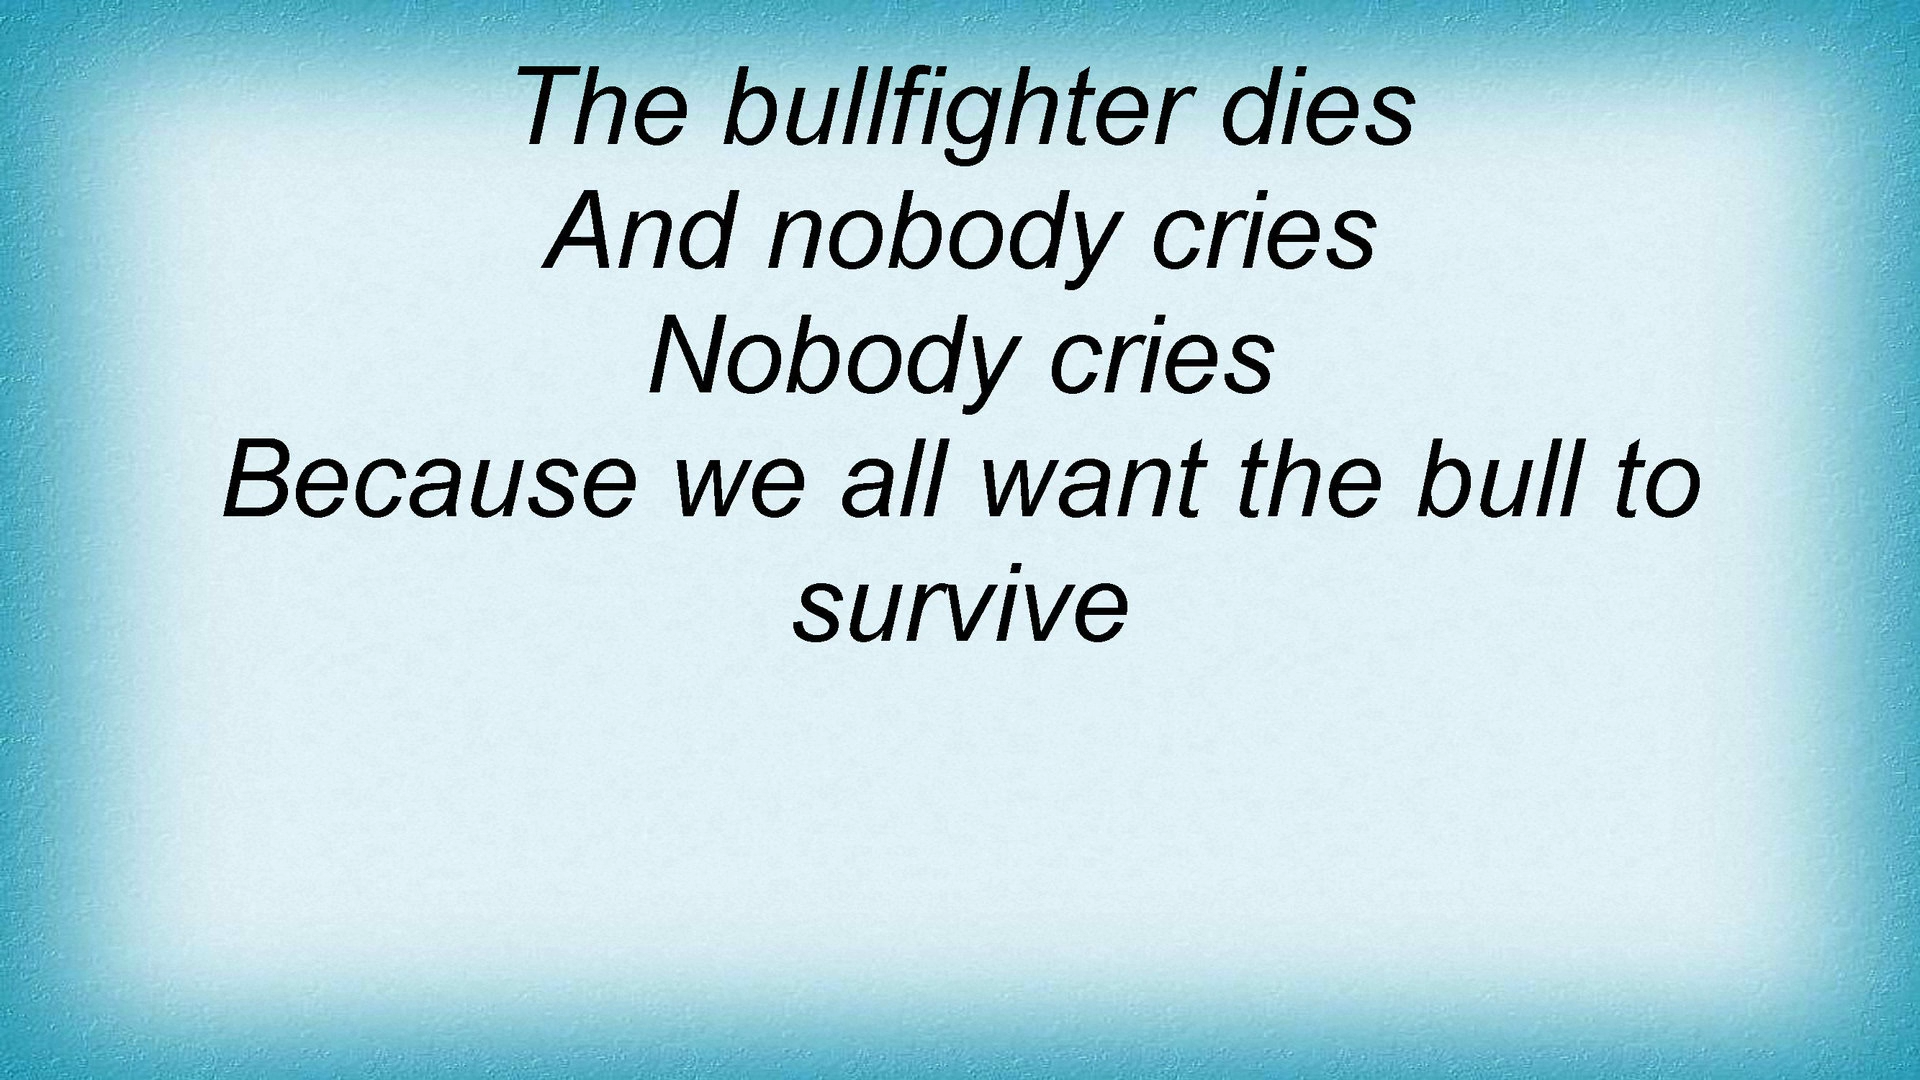 The bullfighter dies
And nobody cries
Nobody cries
Because we all want the bull to
survive